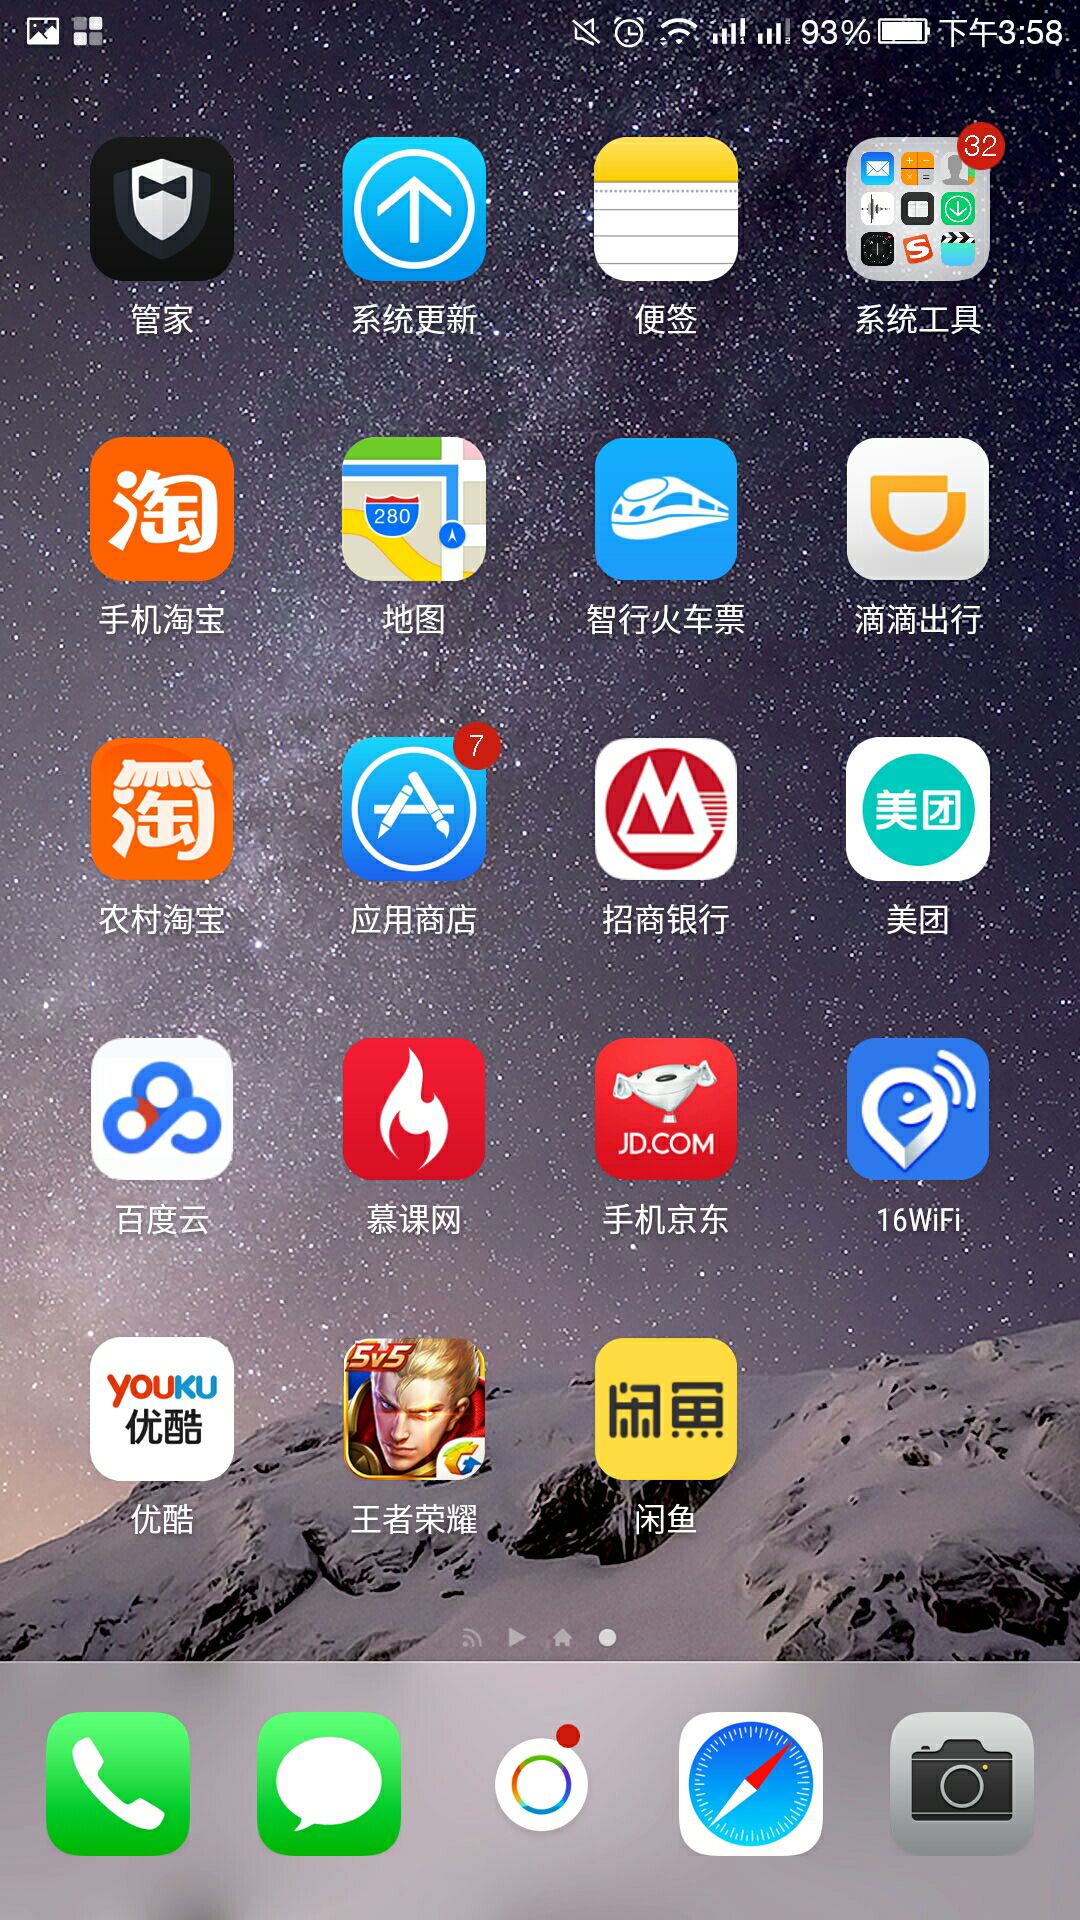 93% 下午3:58
32
管家 系统更新 便签 系统工具
淘 280
手机淘宝 地图 智行火车票 滴滴出行
淘 7 美团
农村淘宝 应用商店 招商银行 美团
JD.COM
百度云 慕课网 手机京东 16WiFi
YOUKU
优酷 5v5 闲鱼
优酷 王者荣耀 闲鱼